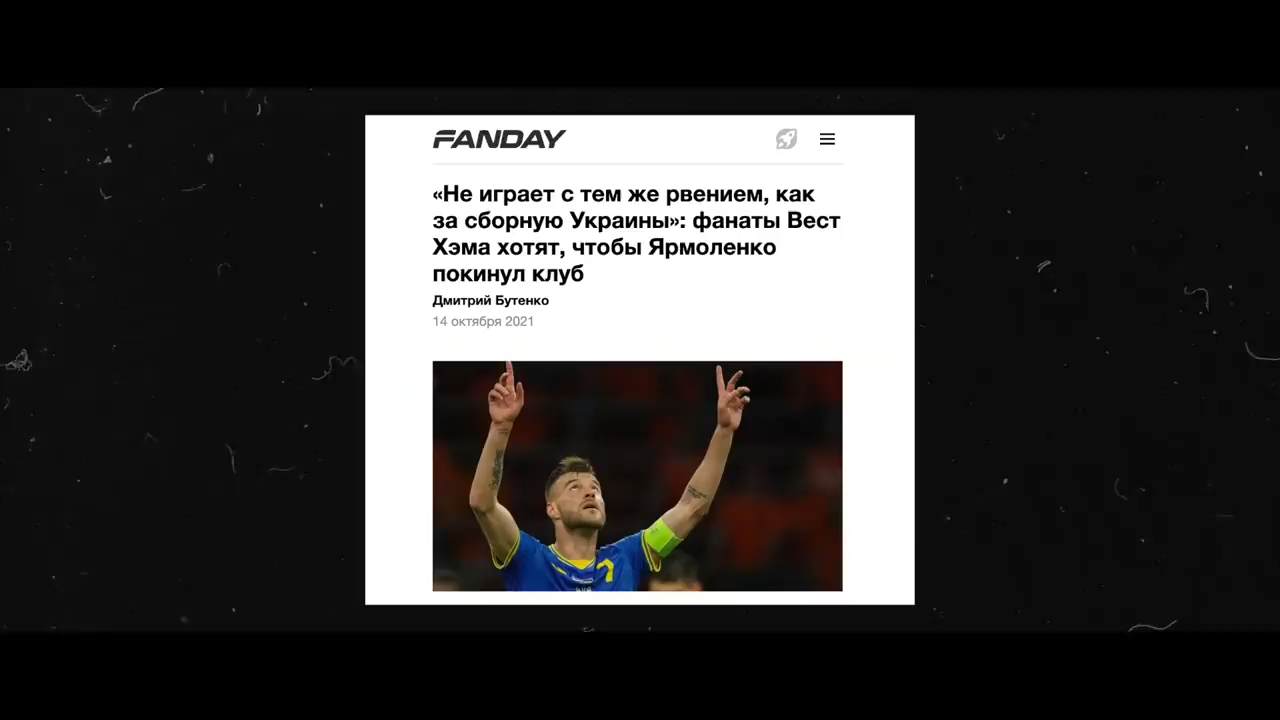 FANDAY
«Не играет с тем же рвением, как
за сборную Украины»: фанаты Вест
Хэма хотят, чтобы Ярмоленко
покинул клуб
Дмитрий Бутенко
14 октября 2021
7